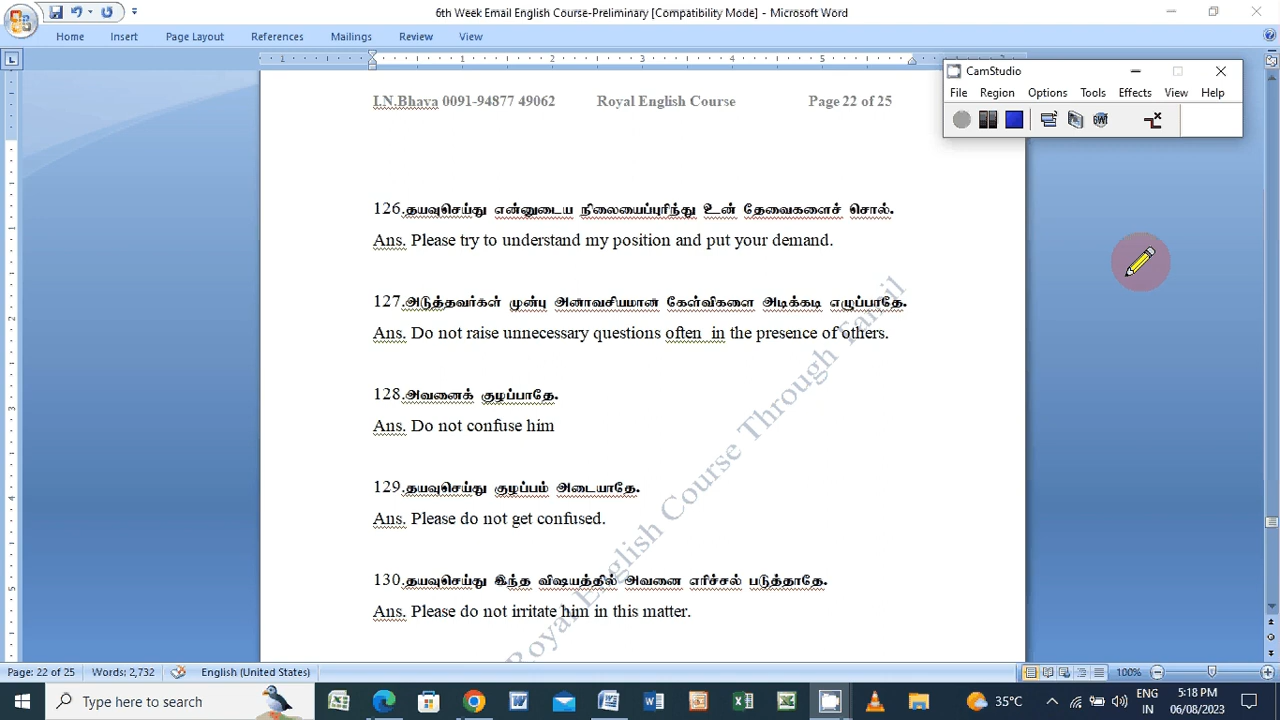 6th Week Email English Course-Preliminary [Compatibility Mode] - Microsoft Word
Home Insert Page Layout References Mailings Review View
CamStudio
File Region Options Tools Effects View Help
I.N.Bhava 0091-94877 49062 Royal English Course Page 22 of 25
126.தயவுசெய்து என்னுடைய நிலையைப்புரிந்து உன் தேவைகளைச் சொல்.
Ans. Please try to understand my position and put your demand.
127.அடுத்தவர்கள் முன்பு அனாவசியமான கேள்விகளை அடிக்கடி எழுப்பாதே.
Ans. Do not raise unnecessary questions often in the presence of others.
128.அவனைக் குழப்பாதே.
Ans. Do not confuse him
129.தயவுசெய்து குழப்பம் அடையாதே.
Ans. Please do not get confused.
130.தயவுசெய்து இந்த விஷயத்தில் அவனை எரிச்சல் படுத்தாதே.
Ans. Please do not irritate him in this matter.
Royal English Course Through Tamil
Page: 22 of 25 Words: 2,732 English (United States) 100%
Type here to search 35°C ENG 5:18 PM
IN 06/08/2023